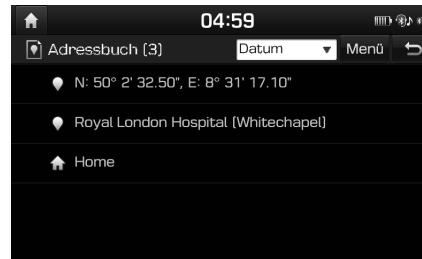 04:59
Adressbuch (3) Datum Menü
N: 50° 2' 32.50", E: 8° 31' 17.10"
Royal London Hospital (Whitechapel)
Home